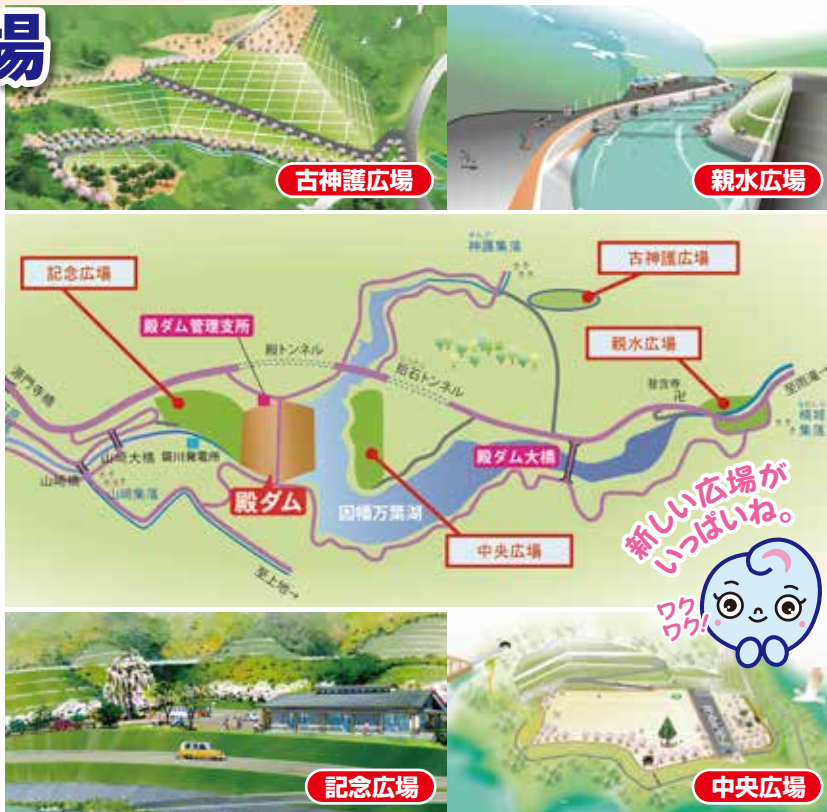 場
古神護広場
親水広場
神護集落
古神護広場
記念広場
殿ダム管理支所
親水広場
殿トンネル
拾石トンネル
至雨滝→
楠城
集落
山崎大橋
山崎橋
山崎集落
殿ダム大橋
殿ダム
因幡万葉湖
中央広場
至上地→
新しい広場が
いっぱいね。
ワク
ワク!
記念広場
中央広場